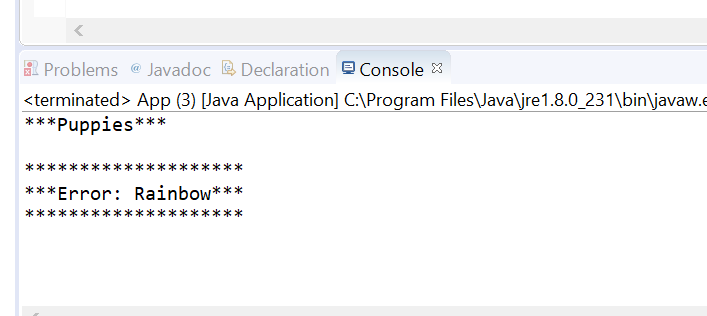 Problems @ Javadoc Declaration Console
<terminated> App (3) [Java Application] C:\Program Files\Java\jre1.8.0_231\bin\javaw.e
***Puppies***
********************
***Error: Rainbow***
********************